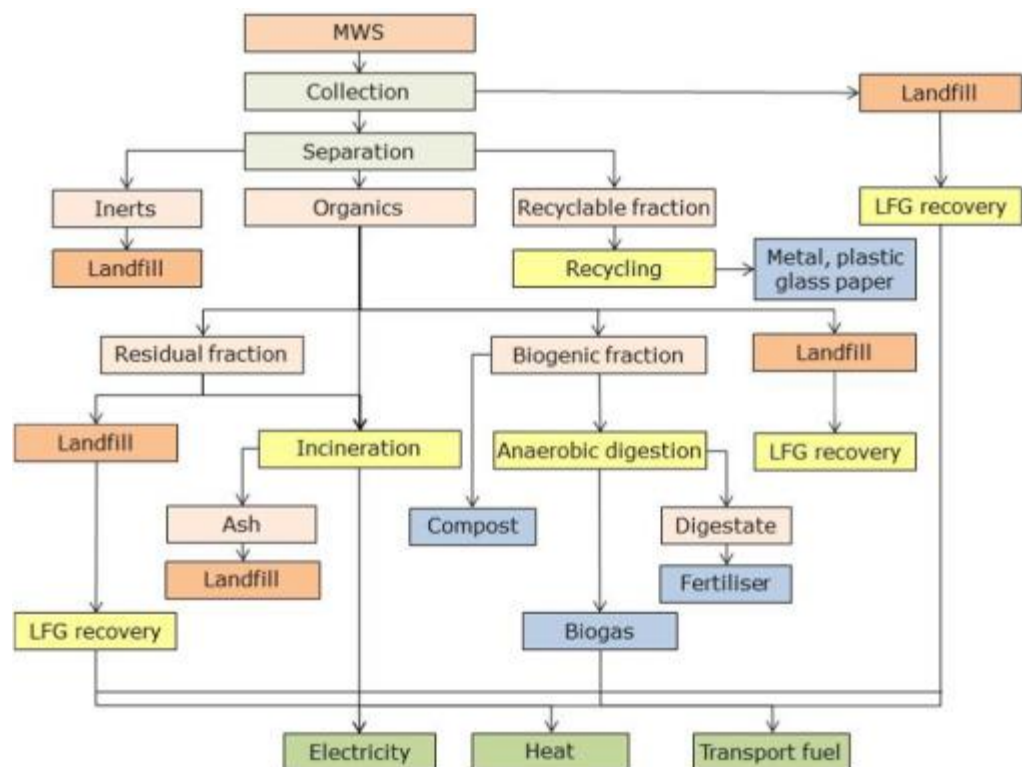 MWS
Collection
Landfill
Separation
Inerts
Organics
Recyclable fraction
LFG recovery
Landfill
Recycling
Metal, plastic
glass paper
Residual fraction
Biogenic fraction
Landfill
Landfill
Incineration
Anaerobic digestion
LFG recovery
Ash
Compost
Digestate
Landfill
Fertiliser
LFG recovery
Biogas
Electricity
Heat
Transport fuel